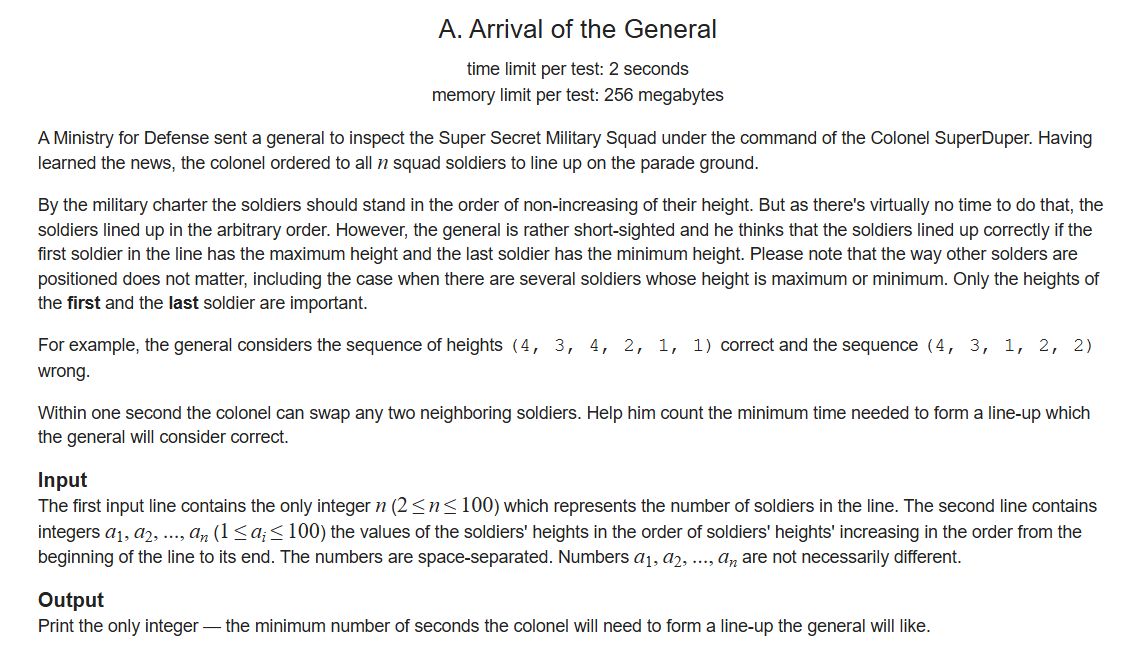 A. Arrival of the General
time limit per test: 2 seconds
memory limit per test: 256 megabytes
A Ministry for Defense sent a general to inspect the Super Secret Military Squad under the command of the Colonel SuperDuper. Having
learned the news, the colonel ordered to all n squad soldiers to line up on the parade ground.
By the military charter the soldiers should stand in the order of non-increasing of their height. But as there's virtually no time to do that, the
soldiers lined up in the arbitrary order. However, the general is rather short-sighted and he thinks that the soldiers lined up correctly if the
first soldier in the line has the maximum height and the last soldier has the minimum height. Please note that the way other solders are
positioned does not matter, including the case when there are several soldiers whose height is maximum or minimum. Only the heights of
the first and the last soldier are important.
For example, the general considers the sequence of heights (4, 3, 4, 2, 1, 1) correct and the sequence (4, 3, 1, 2, 2)
wrong.
Within one second the colonel can swap any two neighboring soldiers. Help him count the minimum time needed to form a line-up which
the general will consider correct.
Input
The first input line contains the only integer n (2 ≤ n ≤ 100) which represents the number of soldiers in the line. The second line contains
integers a₁, a₂, ..., aₙ (1 ≤ aᵢ ≤ 100) the values of the soldiers' heights in the order of soldiers' heights' increasing in the order from the
beginning of the line to its end. The numbers are space-separated. Numbers a₁, a₂, ..., aₙ are not necessarily different.
Output
Print the only integer — the minimum number of seconds the colonel will need to form a line-up the general will like.